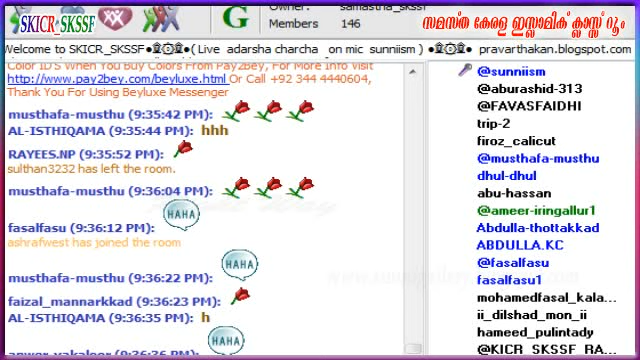 SKICR_SKSSF
Owner: samastha_skssf
Members 146
സമസ്ത കേരള ഇസ്ലാമിക് ക്ലാസ്സ് റൂം
Welcome to SKICR_SKSSF●۩۞۩●( Live adarsha charcha on mic sunniism ) ●۩۞۩● pravarthakan.blogspot.com
Color ID'S When You Buy Colors From Pay2Bey, For More Info Visit
http://www.pay2bey.com/beyluxe.html Or Call +92 344 4440604,
Thank You For Using Beyluxe Messenger
musthafa-musthu (9:35:42 PM):
AL-ISTHIQAMA (9:35:44 PM): hhh
RAYEES.NP (9:35:52 PM):
sulthan3232 has left the room.
musthafa-musthu (9:36:04 PM):
HAHA
fasalfasu (9:36:12 PM):
ashrafwest has joined the room
HAHA
musthafa-musthu (9:36:22 PM):
faizal_mannarkkad (9:36:23 PM):
AL-ISTHIQAMA (9:36:35 PM): h
HAHA
@sunniism
@aburashid-313
@FAVASFAIDHI
trip-2
firoz_calicut
@musthafa-musthu
dhul-dhul
abu-hassan
@ameer-iringallur1
Abdulla-thottakkad
ABDULLA.KC
@fasalfasu
fasalfasu1
mohamedfasal_kala...
ii_dilshad_mon_ii
hameed_pulintady
@KICR_SKSSF_RA...